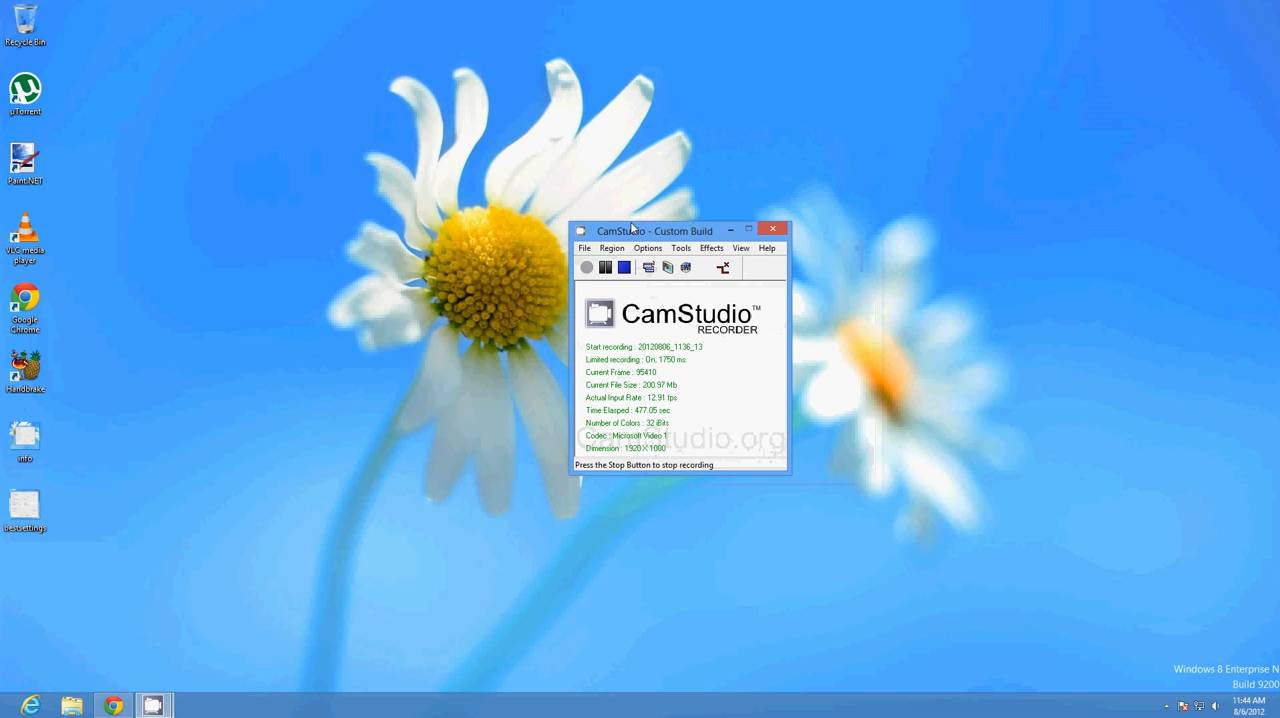 Recycle Bin
µTorrent
Paint.NET
VLC media
player
Google
Chrome
Handbrake
info
bestsettings
CamStudio - Custom Build
File Region Options Tools Effects View Help
CamStudio™
RECORDER
Start recording : 20120806_1136_13
Limited recording : On, 1750 ms.
Current Frame : 95410
Current File Size : 200.97 Mb
Actual Input Rate : 12.91 fps
Time Elasped : 477.05 sec
Number of Colors : 32 iBits
Codec : Microsoft Video 1
CamStudio.org
Dimension : 1920 X 1080
Press the Stop Button to stop recording
Windows 8 Enterprise N
Build 9200
11:44 AM
8/6/2012